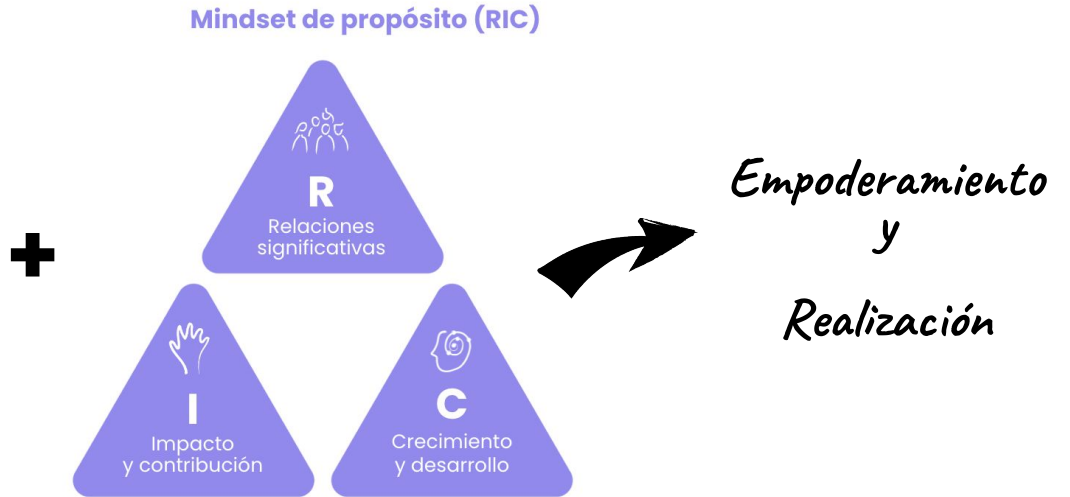 Mindset de propósito (RIC)
R
Relaciones
significativas
I
Impacto
y contribución
C
Crecimiento
y desarrollo
Empoderamiento
y
Realización